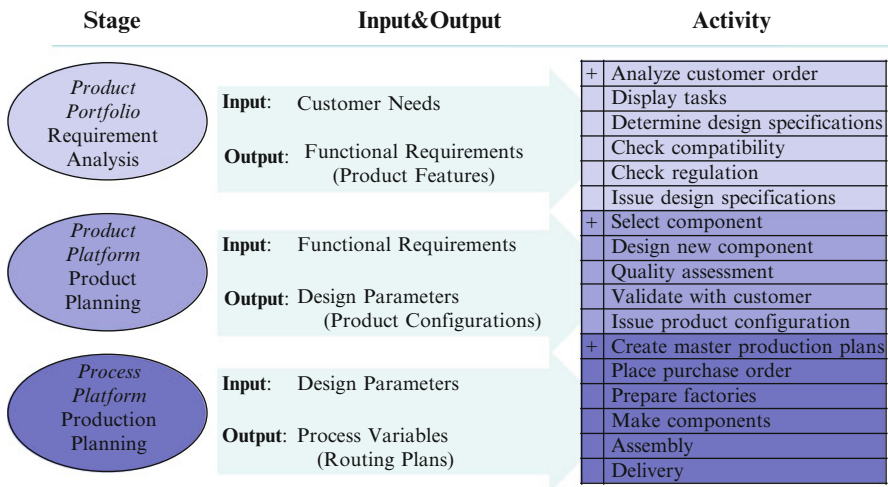 Stage Input&Output Activity
Product
Portfolio
Requirement
Analysis
Input: Customer Needs
Output: Functional Requirements
(Product Features)
+ Analyze customer order
Display tasks
Determine design specifications
Check compatibility
Check regulation
Issue design specifications
Product
Platform
Product
Planning
Input: Functional Requirements
Output: Design Parameters
(Product Configurations)
+ Select component
Design new component
Quality assessment
Validate with customer
Issue product configuration
Process
Platform
Production
Planning
Input: Design Parameters
Output: Process Variables
(Routing Plans)
+ Create master production plans
Place purchase order
Prepare factories
Make components
Assembly
Delivery